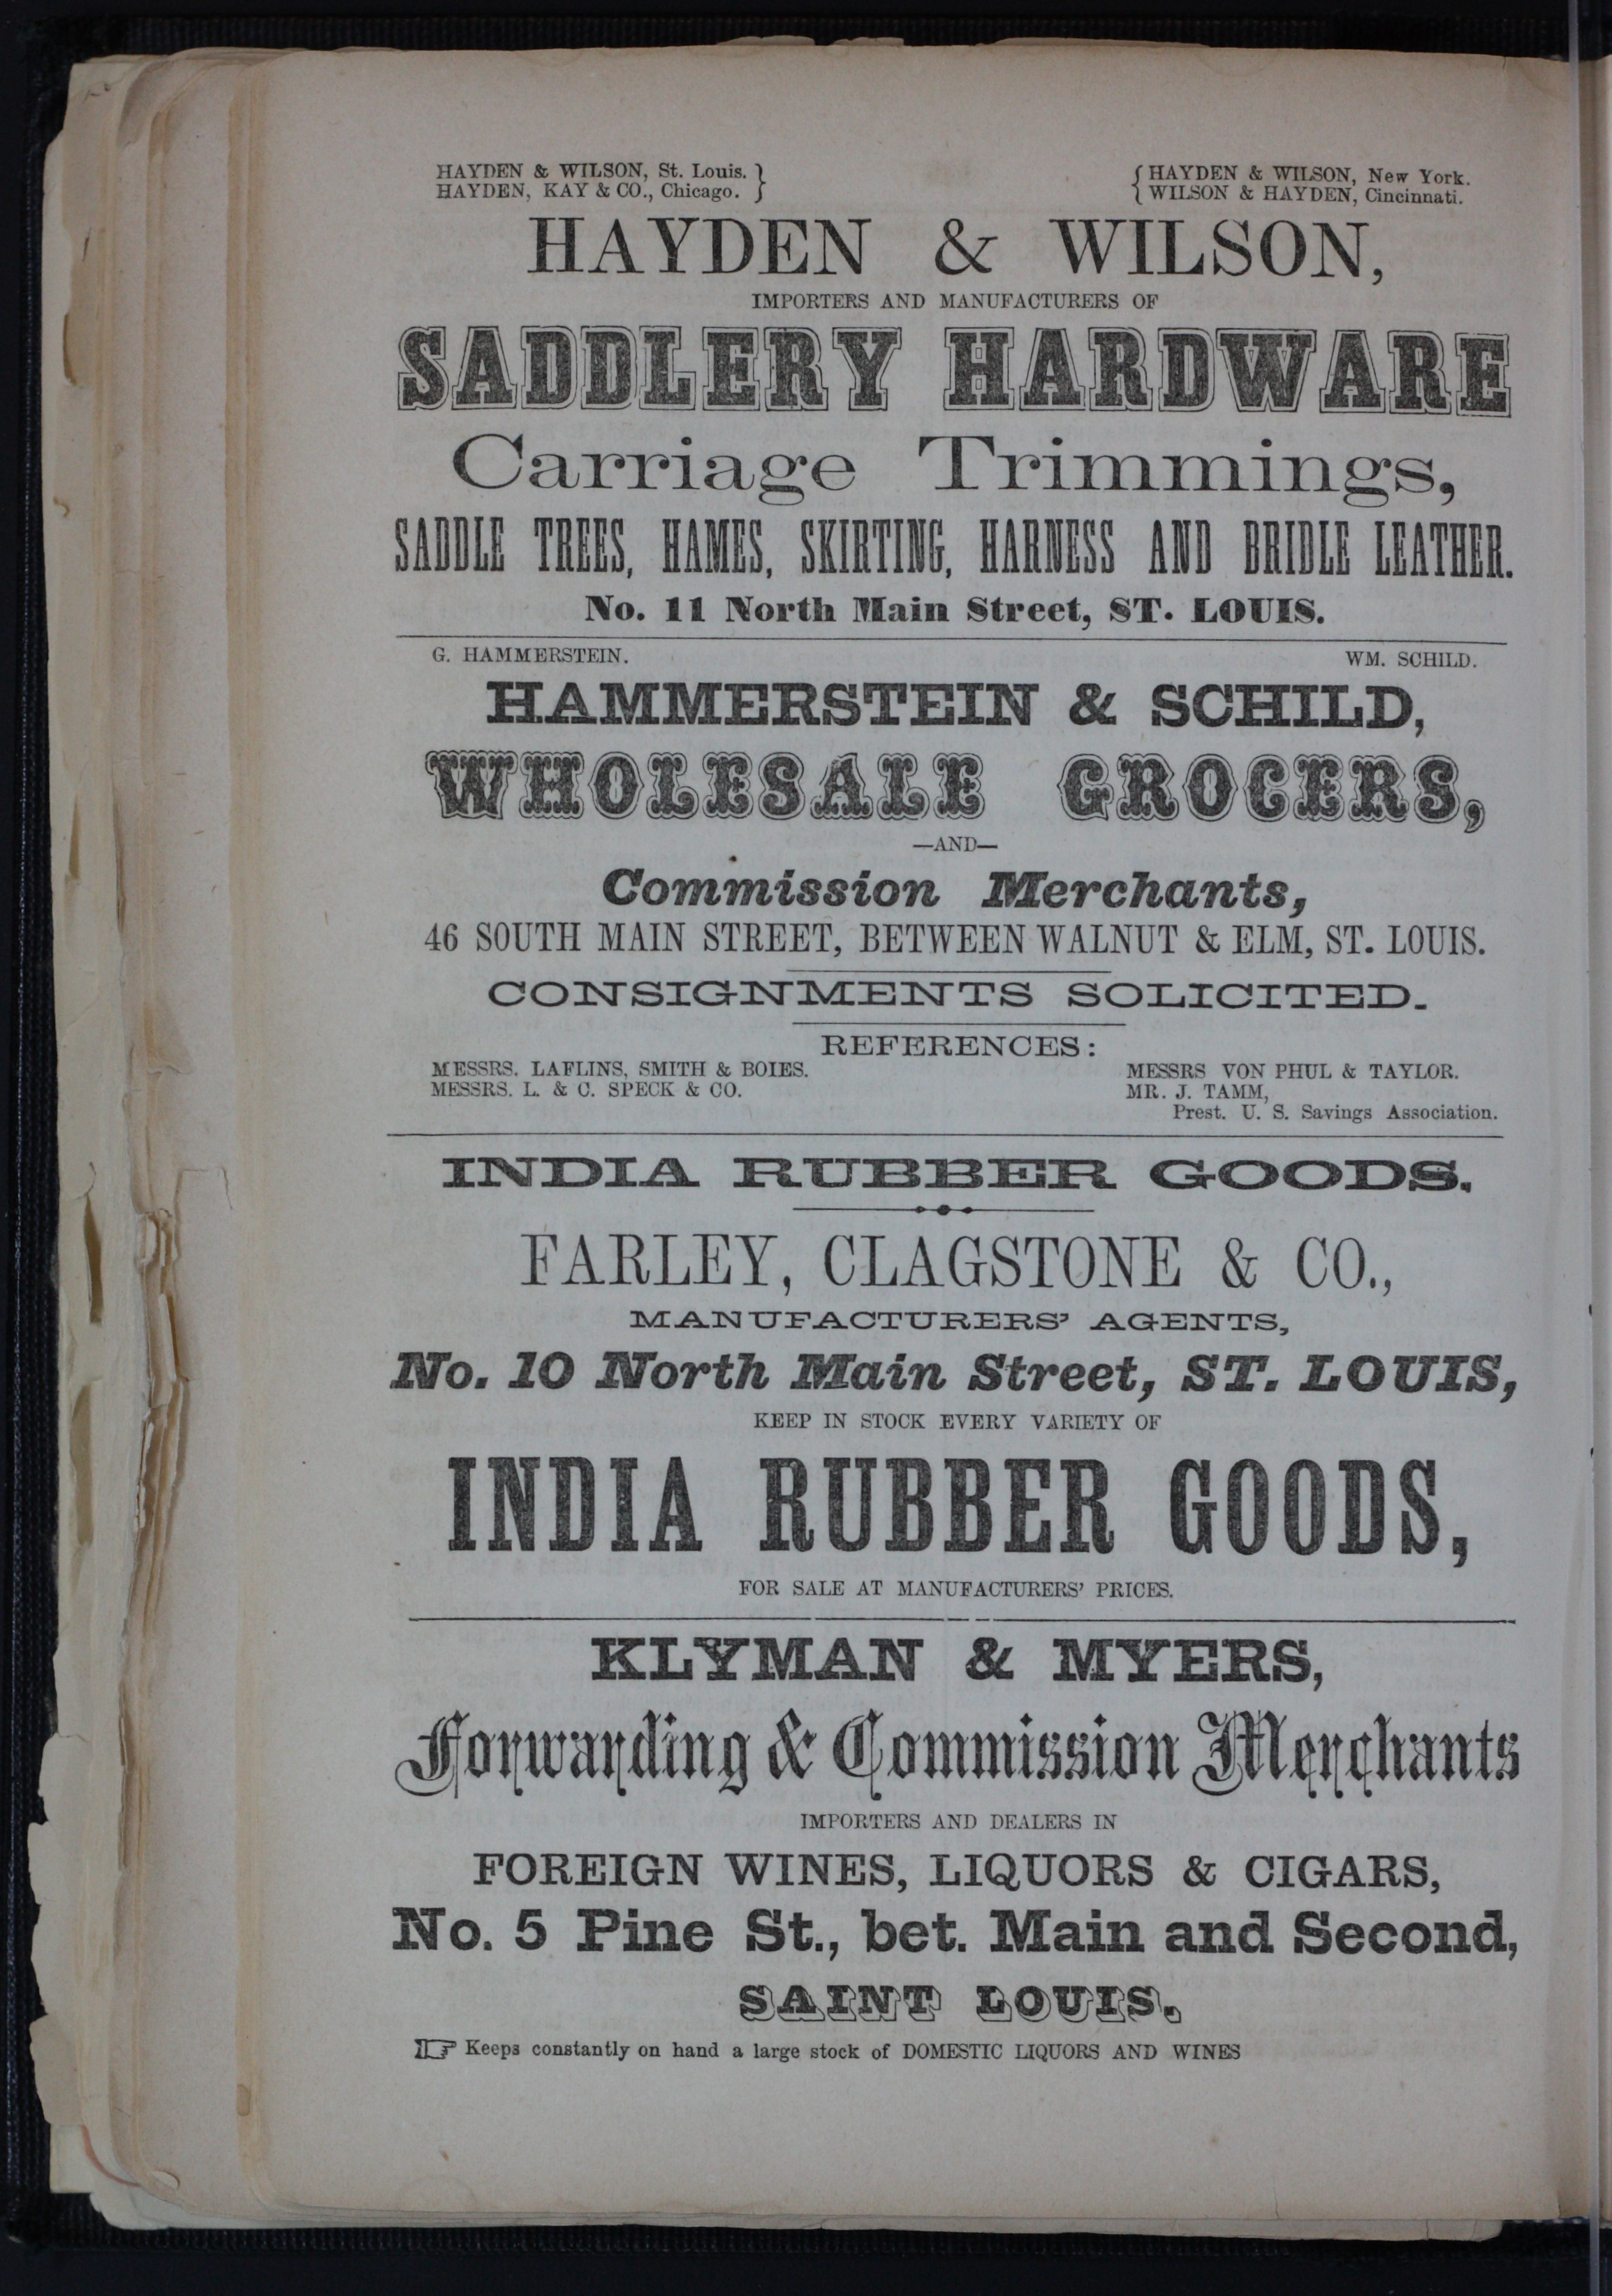 HAYDEN & WILSON, St. Louis. } { HAYDEN & WILSON, New York.
HAYDEN, KAY & CO., Chicago. } { WILSON & HAYDEN, Cincinnati.
HAYDEN & WILSON,
IMPORTERS AND MANUFACTURERS OF
SADDLERY HARDWARE
Carriage Trimmings,
SADDLE TREES, HAMES, SKIRTING, HARNESS AND BRIDLE LEATHER.
No. 11 North Main Street, ST. LOUIS.
G. HAMMERSTEIN. WM. SCHILD.
HAMMERSTEIN & SCHILD,
WHOLESALE GROCERS,
—AND—
Commission Merchants,
46 SOUTH MAIN STREET, BETWEEN WALNUT & ELM, ST. LOUIS.
CONSIGNMENTS SOLICITED.
REFERENCES:
MESSRS. LAFLINS, SMITH & BOIES. MESSRS VON PHUL & TAYLOR.
MESSRS. L. & C. SPECK & CO. MR. J. TAMM,
Prest. U. S. Savings Association.
INDIA RUBBER GOODS.
FARLEY, CLAGSTONE & CO.,
MANUFACTURERS' AGENTS,
No. 10 North Main Street, ST. LOUIS,
KEEP IN STOCK EVERY VARIETY OF
INDIA RUBBER GOODS,
FOR SALE AT MANUFACTURERS' PRICES.
KLYMAN & MYERS,
Forwarding & Commission Merchants
IMPORTERS AND DEALERS IN
FOREIGN WINES, LIQUORS & CIGARS,
No. 5 Pine St., bet. Main and Second,
SAINT LOUIS.
☞ Keeps constantly on hand a large stock of DOMESTIC LIQUORS AND WINES